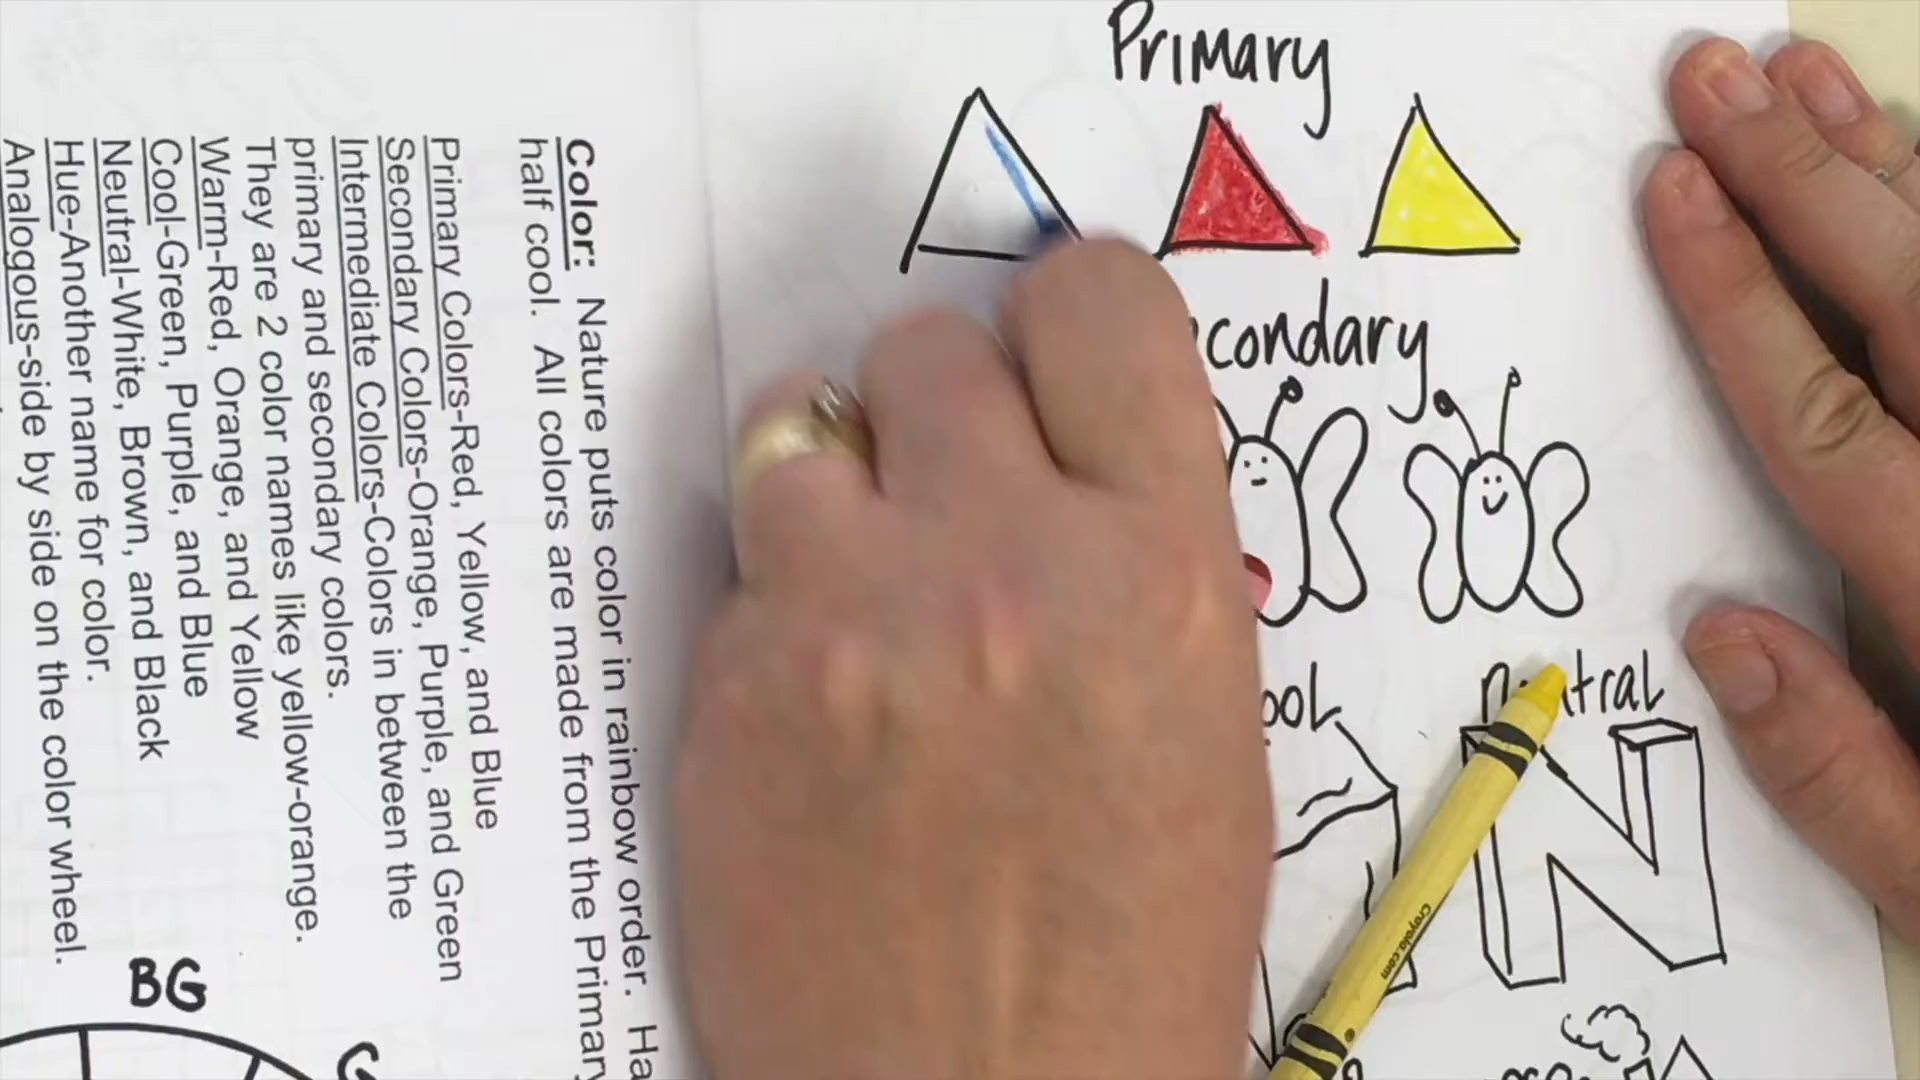 Primary
Color: Nature puts color in rainbow order.
half cool. All colors are made from the Primary
Primary Colors-Red, Yellow, and Blue
Secondary Colors-Orange, Purple, and Green
Intermediate Colors-Colors in between the
primary and secondary colors.
They are 2 color names like yellow-orange.
Warm-Red, Orange, and Yellow
Cool-Green, Purple, and Blue
Neutral-White, Brown, and Black
Hue-Another name for color.
Analogous-side by side on the color wheel.
BG
condary
ool
N
Crayola.com